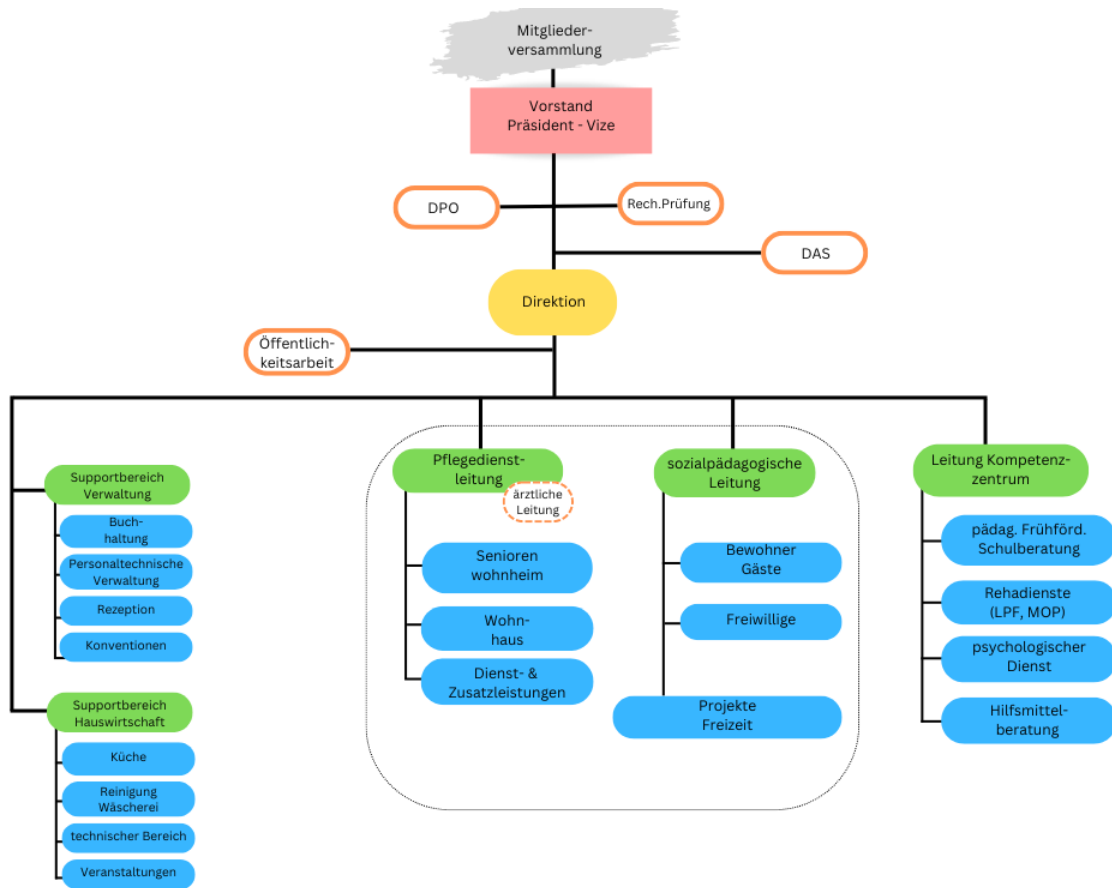 Mitglieder-
versammlung
Vorstand
Präsident - Vize
DPO
Rech.Prüfung
DAS
Direktion
Öffentlich-
keitsarbeit
Supportbereich
Verwaltung
Buch-
haltung
Personaltechnische
Verwaltung
Rezeption
Konventionen
Supportbereich
Hauswirtschaft
Küche
Reinigung
Wäscherei
technischer Bereich
Veranstaltungen
Pflegedienst-
leitung
ärztliche
Leitung
Senioren
wohnheim
Wohn-
haus
Dienst- &
Zusatzleistungen
sozialpädagogische
Leitung
Bewohner
Gäste
Freiwillige
Projekte
Freizeit
Leitung Kompetenz-
zentrum
pädag. Frühförd.
Schulberatung
Rehadienste
(LPF, MOP)
psychologischer
Dienst
Hilfsmittel-
beratung